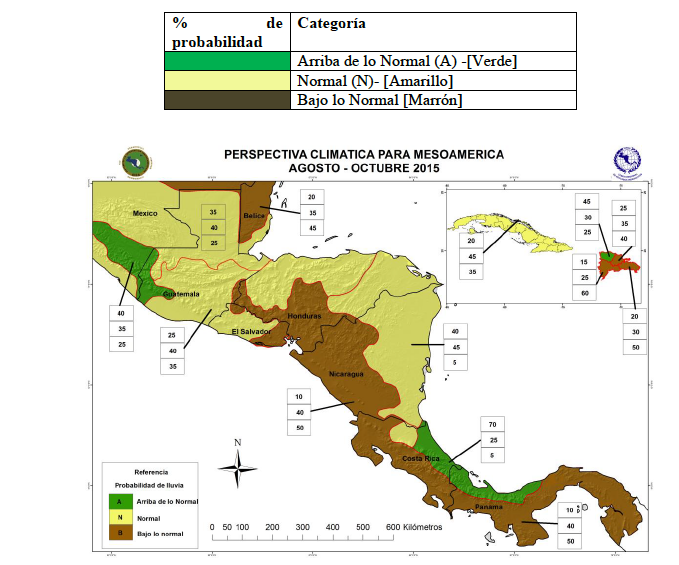 % de Categoría
probabilidad
Arriba de lo Normal (A) -[Verde]
Normal (N)- [Amarillo]
Bajo lo Normal [Marrón]
PERSPECTIVA CLIMATICA PARA MESOAMERICA
AGOSTO - OCTUBRE 2015
Mexico
Belice
Guatemala
El Salvador
Honduras
Nicaragua
Costa Rica
Panama
35
40
25
20
35
45
20
45
35
45
30
25
25
35
40
15
25
60
20
30
50
40
35
25
25
40
35
40
45
5
10
40
50
70
25
5
10
40
50
N
0 50 100 200 300 400 500 600 Kilómetros
Referencia
Probabilidad de lluvia
A Arriba de lo Normal
N Normal
B Bajo lo normal